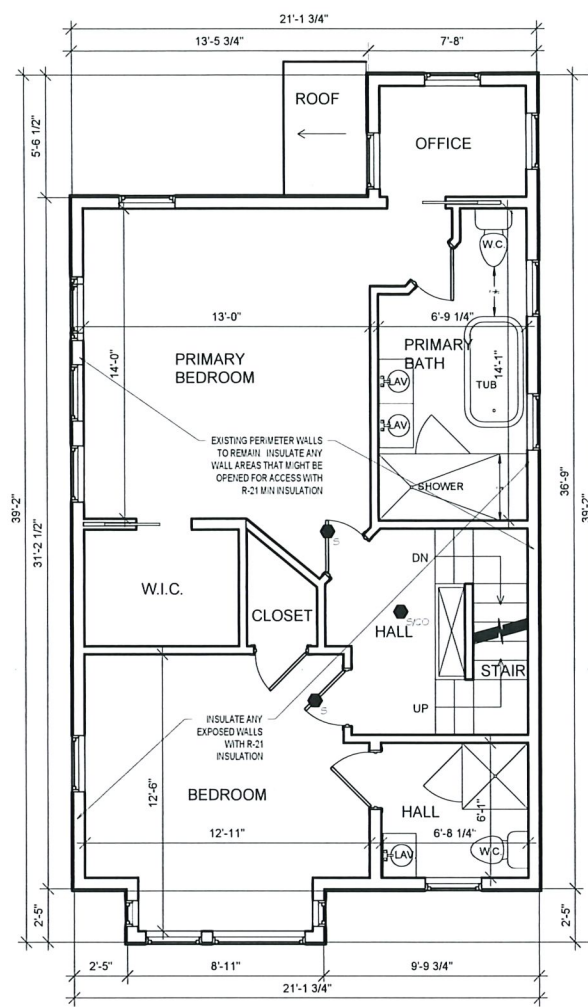 21'-1 3/4"
13'-5 3/4"
7'-8"
ROOF
OFFICE
5'-6 1/2"
W.C.
13'-0"
6'-9 1/4"
PRIMARY
BEDROOM
PRIMARY
BATH
14'-0"
14'-1"
LAV
TUB
LAV
EXISTING PERIMETER WALLS
TO REMAIN INSULATE ANY
WALL AREAS THAT MIGHT BE
OPENED FOR ACCESS WITH
R-21 MIN INSULATION
SHOWER
39'-2"
31'-2 1/2"
36'-9"
39'-2"
S
DN
W.I.C.
CLOSET
S/CO
HALL
STAIR
S
UP
INSULATE ANY
EXPOSED WALLS
WITH R-21
INSULATION
12'-6"
BEDROOM
HALL
6'-1"
12'-11"
6'-8 1/4"
LAV
W.C.
2'-5"
2'-5"
2'-5"
8'-11"
9'-9 3/4"
21'-1 3/4"